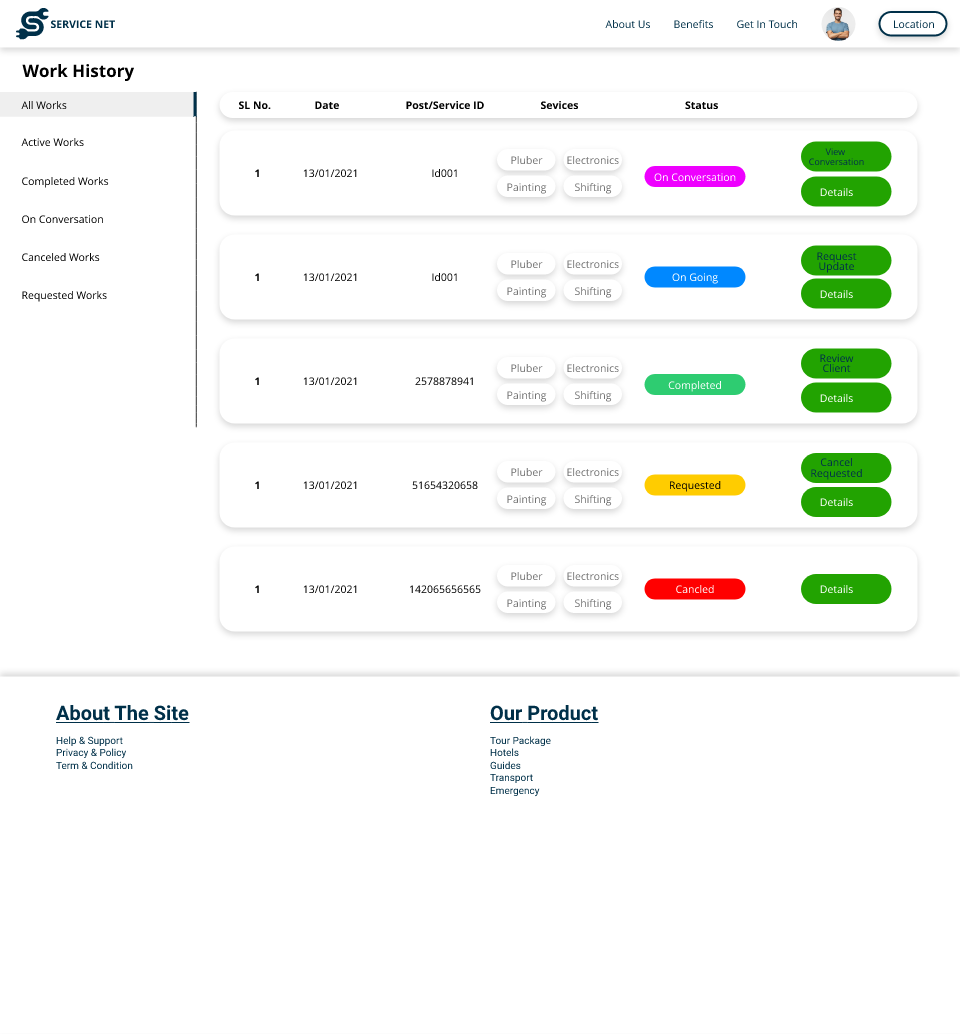 SERVICE NET
About Us
Benefits
Get In Touch
Location
Work History
All Works
Active Works
Completed Works
On Conversation
Canceled Works
Requested Works
SL No. Date Post/Service ID Sevices Status
1 13/01/2021 Id001
Pluber Electronics
Painting Shifting
On Conversation
View
Conversation
Details
1 13/01/2021 Id001
Pluber Electronics
Painting Shifting
On Going
Request
Update
Details
1 13/01/2021 2578878941
Pluber Electronics
Painting Shifting
Completed
Review
Client
Details
1 13/01/2021 51654320658
Pluber Electronics
Painting Shifting
Requested
Cancel
Requested
Details
1 13/01/2021 142065656565
Pluber Electronics
Painting Shifting
Cancled
Details
About The Site
Help & Support
Privacy & Policy
Term & Condition
Our Product
Tour Package
Hotels
Guides
Transport
Emergency